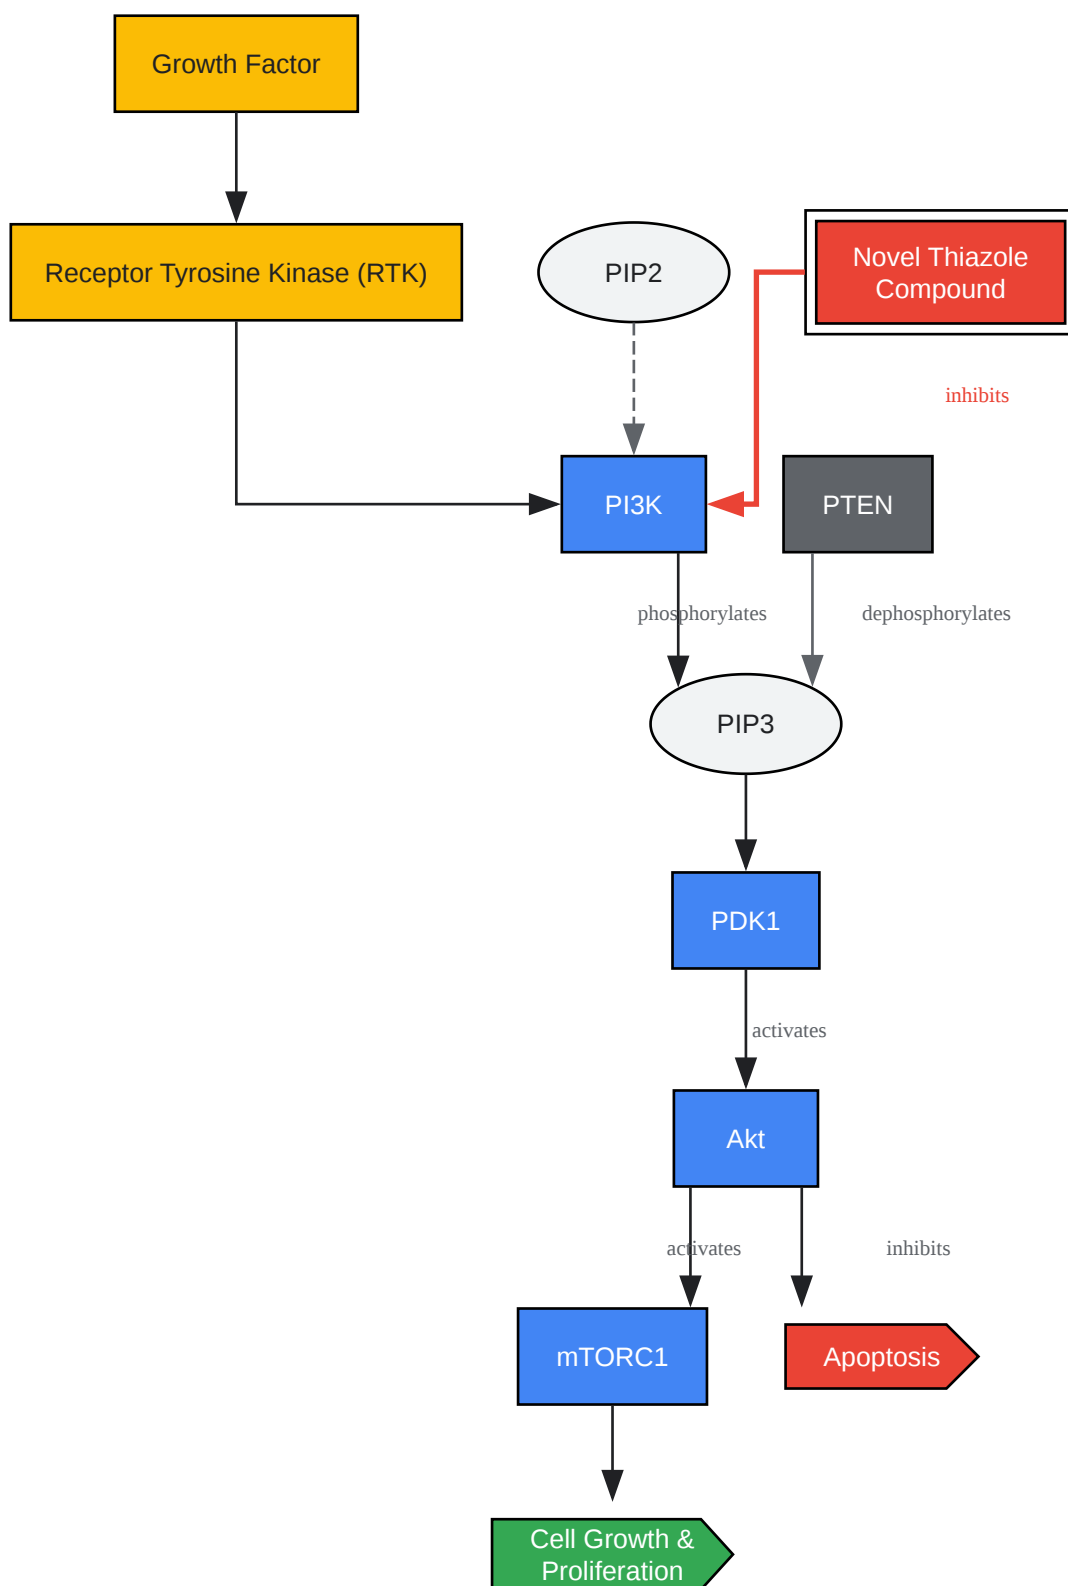 Growth Factor
Receptor Tyrosine Kinase (RTK)
PIP2
Novel Thiazole
Compound
inhibits
PI3K
PTEN
phosphorylates
dephosphorylates
PIP3
PDK1
activates
Akt
activates
inhibits
mTORC1
Apoptosis
Cell Growth &
Proliferation